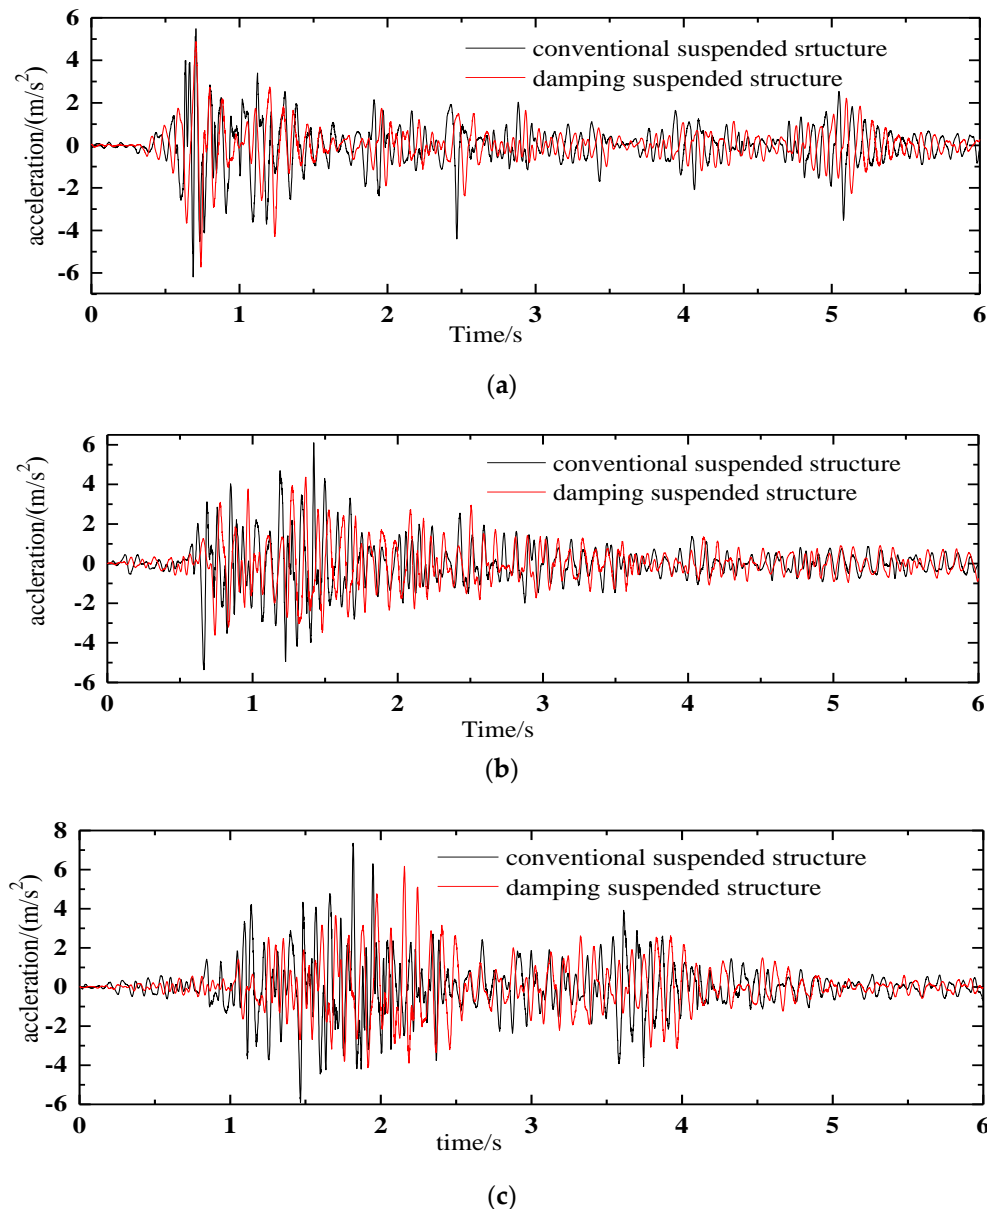 6
4
2
0
-2
-4
-6
acceleration/(m/s²)
conventional suspended srtucture
damping suspended structure
0 1 2 3 4 5 6
Time/s
(a)
6
4
2
0
-2
-4
-6
accleration/(m/s²)
conventional suspended structure
damping suspended structure
0 1 2 3 4 5 6
Time/s
(b)
8
6
4
2
0
-2
-4
-6
accleration/(m/s²)
conventional suspended structure
damping suspended structure
0 1 2 3 4 5 6
time/s
(c)